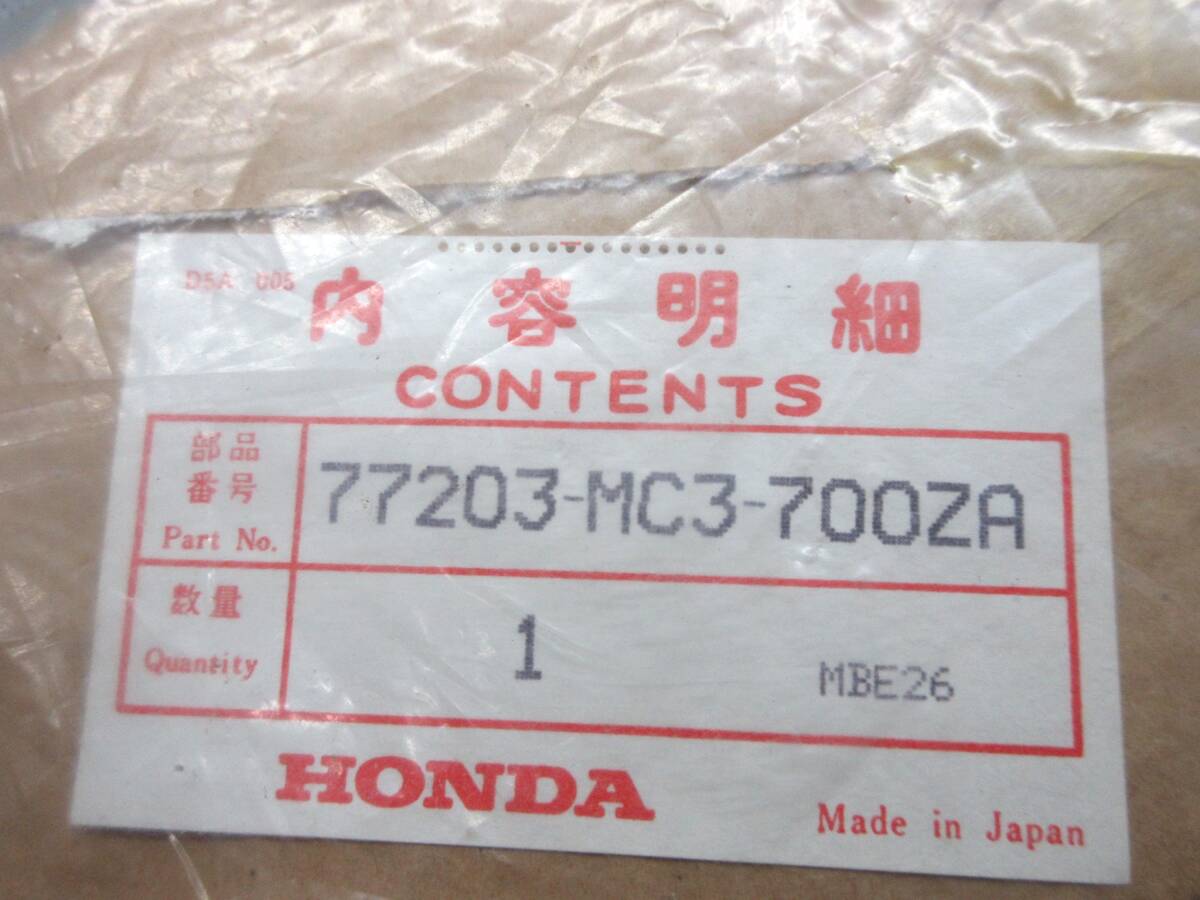 D5A 005
内容明細
CONTENTS
部品
番号
Part No.
77203-MC3-700ZA
数量
Quantity
1
MBE26
HONDA
Made in Japan